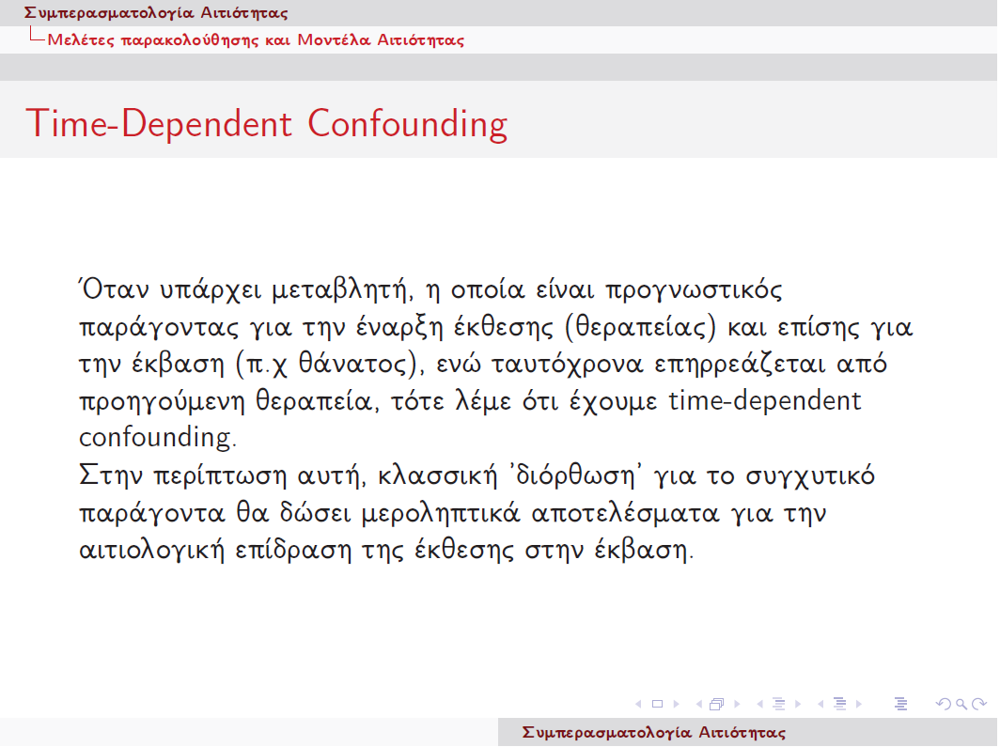 Συμπερασματολογία Αιτιότητας
Μελέτες παρακολούθησης και Μοντέλα Αιτιότητας
Time-Dependent Confounding
Όταν υπάρχει μεταβλητή, η οποία είναι προγνωστικός
παράγοντας για την έναρξη έκθεσης (θεραπείας) και επίσης για
την έκβαση (π.χ θάνατος), ενώ ταυτόχρονα επηρρεάζεται από
προηγούμενη θεραπεία, τότε λέμε ότι έχουμε time-dependent
confounding.
Στην περίπτωση αυτή, κλασσική 'διόρθωση' για το συγχυτικό
παράγοντα θα δώσει μεροληπτικά αποτελέσματα για την
αιτιολογική επίδραση της έκθεσης στην έκβαση.
Συμπερασματολογία Αιτιότητας